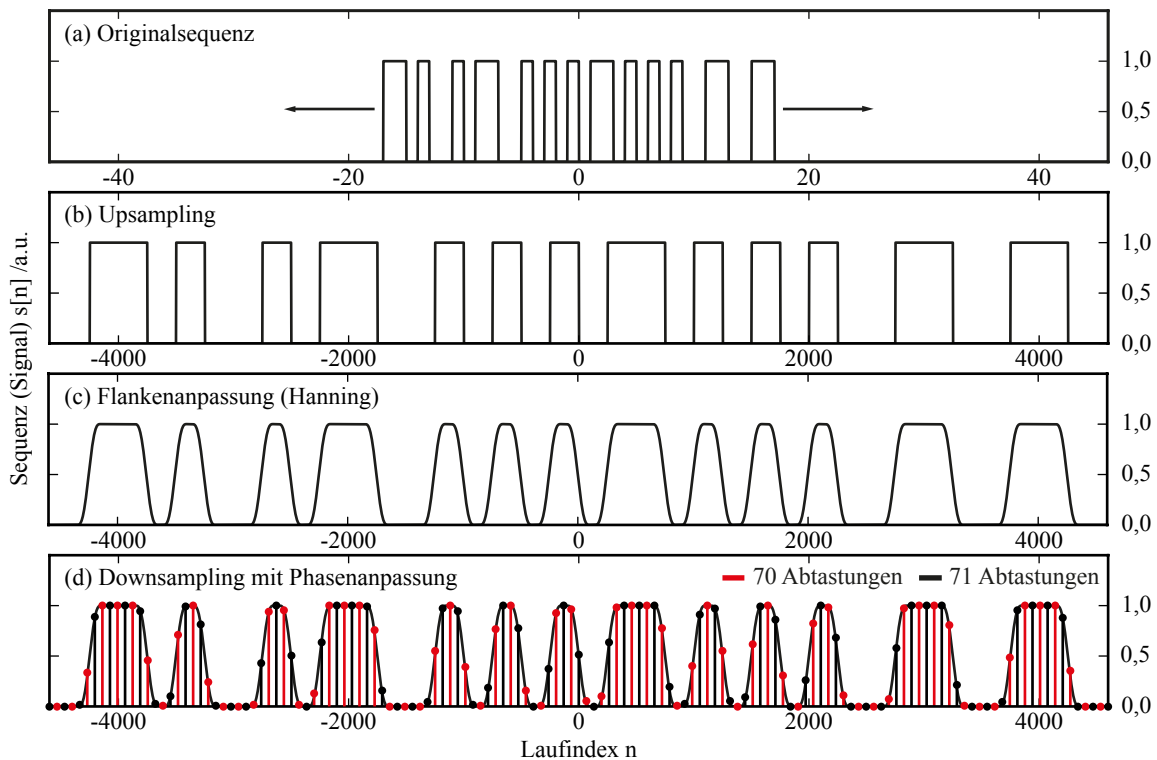 (a) Originalsequenz
1,0
0,5
0,0
-40 -20 0 20 40
(b) Upsampling
1,0
0,5
0,0
-4000 -2000 0 2000 4000
(c) Flankenanpassung (Hanning)
1,0
0,5
0,0
-4000 -2000 0 2000 4000
(d) Downsampling mit Phasenanpassung
70 Abtastungen 71 Abtastungen
1,0
0,5
0,0
-4000 -2000 0 2000 4000
Laufindex n
Sequenz (Signal) s[n] /a.u.